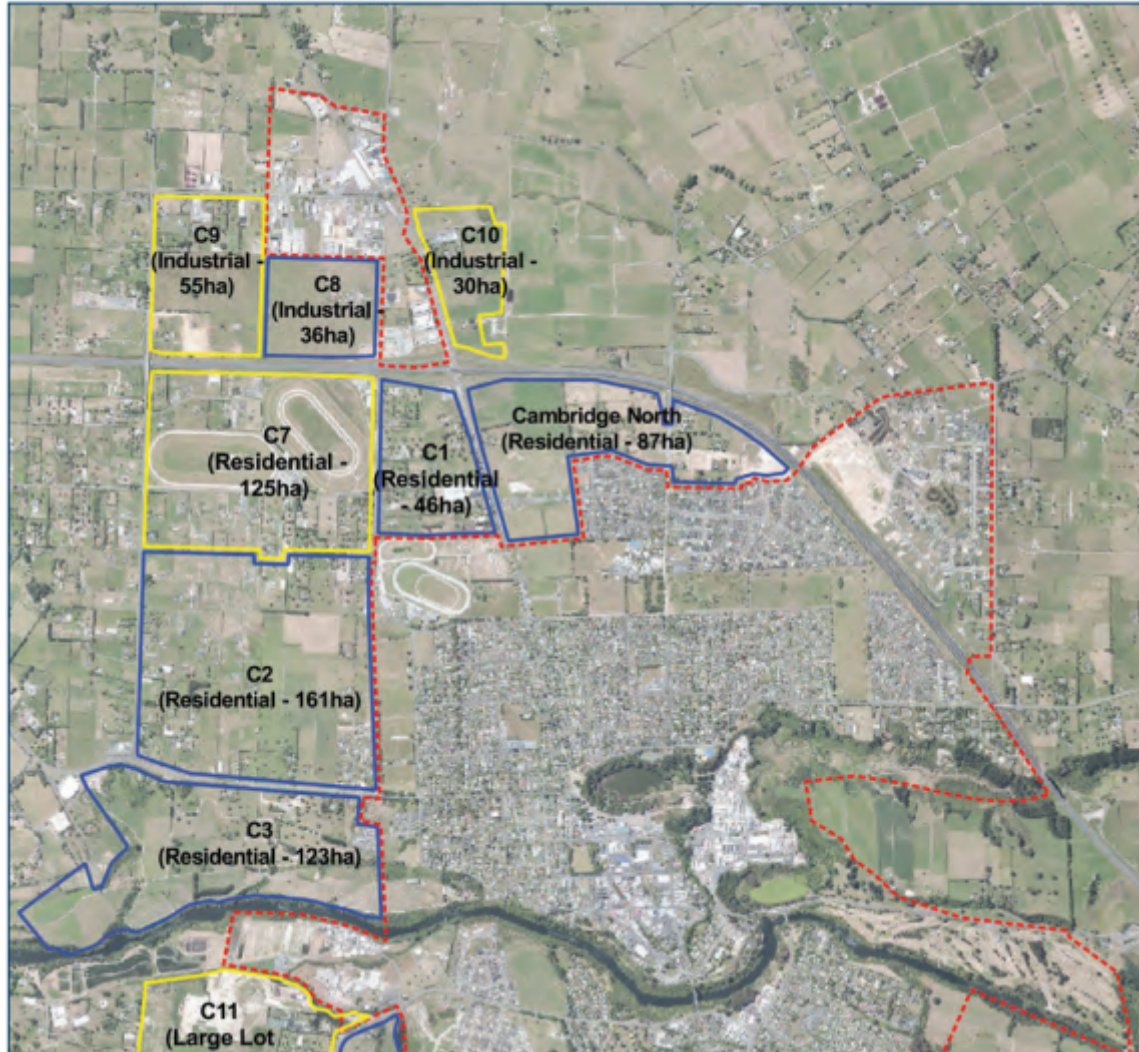 C9
(Industrial -
55ha)
C10
(Industrial -
30ha)
C8
(Industrial -
36ha)
Cambridge North
(Residential - 87ha)
C7
(Residential -
125ha)
C1
(Residential
- 46ha)
C2
(Residential - 161ha)
C3
(Residential - 123ha)
C11
(Large Lot